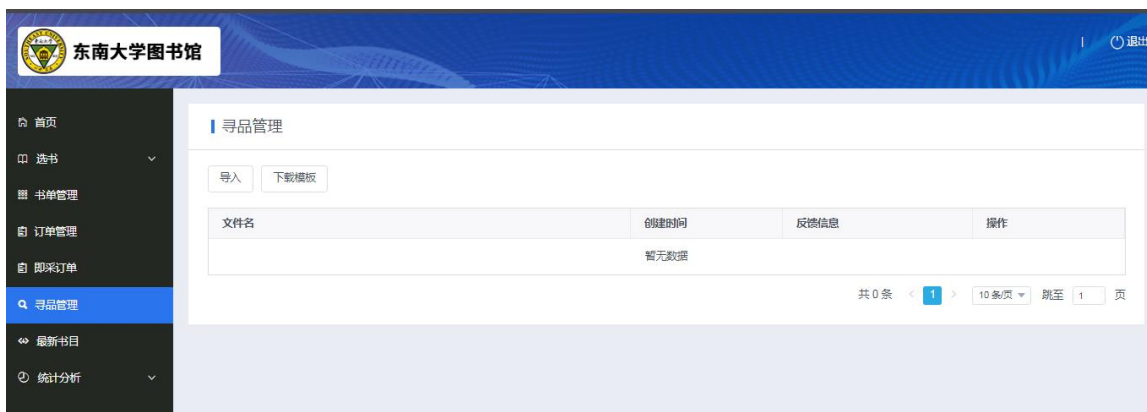 东南大学图书馆
| 退出
首页
选书
书单管理
订单管理
即采订单
寻品管理
最新书目
统计分析
寻品管理
导入 下载模板
文件名 创建时间 反馈信息 操作
暂无数据
共 0 条 < 1 > 10 条/页 跳至 1 页